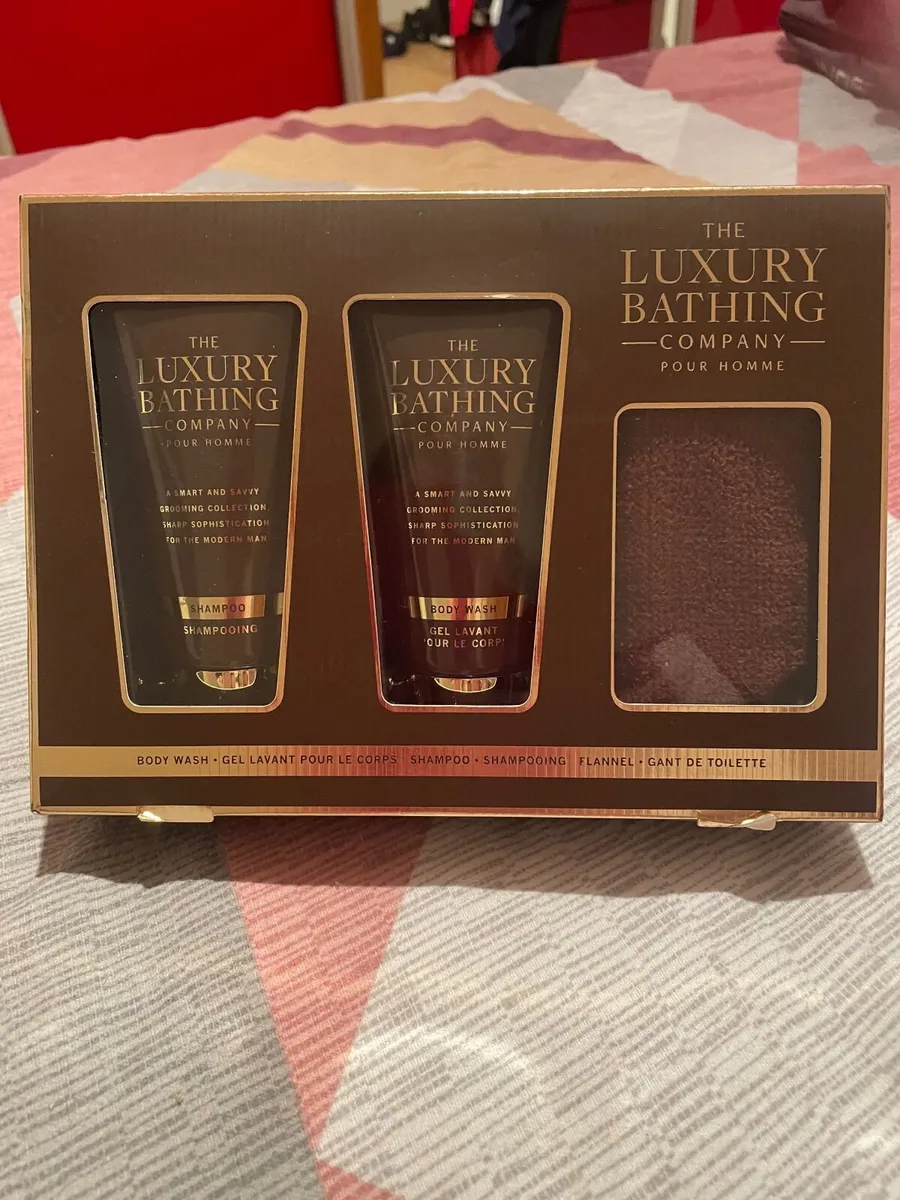 THE
LUXURY
BATHING
COMPANY
POUR HOMME
THE
LUXURY
BATHING
COMPANY
POUR HOMME
A SMART AND SAVVY
GROOMING COLLECTION,
SHARP SOPHISTICATION
FOR THE MODERN MAN
SHAMPOO
SHAMPOOING
THE
LUXURY
BATHING
COMPANY
POUR HOMME
A SMART AND SAVVY
GROOMING COLLECTION,
SHARP SOPHISTICATION
FOR THE MODERN MAN
BODY WASH
GEL LAVANT
POUR LE CORPS
BODY WASH • GEL LAVANT POUR LE CORPS SHAMPOO • SHAMPOOING FLANNEL • GANT DE TOILETTE